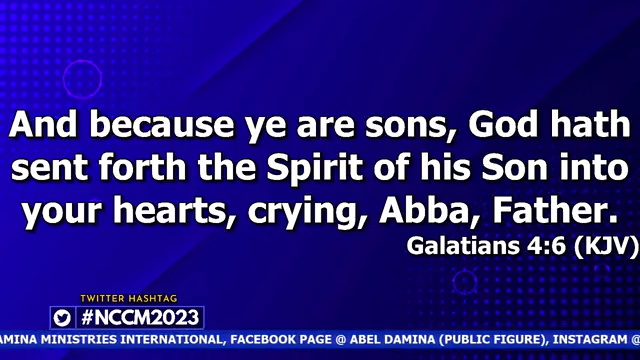 And because ye are sons, God hath
sent forth the Spirit of his Son into
your hearts, crying, Abba, Father.
Galatians 4:6 (KJV)
TWITTER HASHTAG
#NCCM2023
MINISTRIES INTERNATIONAL, FACEBOOK PAGE @ ABEL DAMINA (PUBLIC FIGURE), INSTAGRAM @